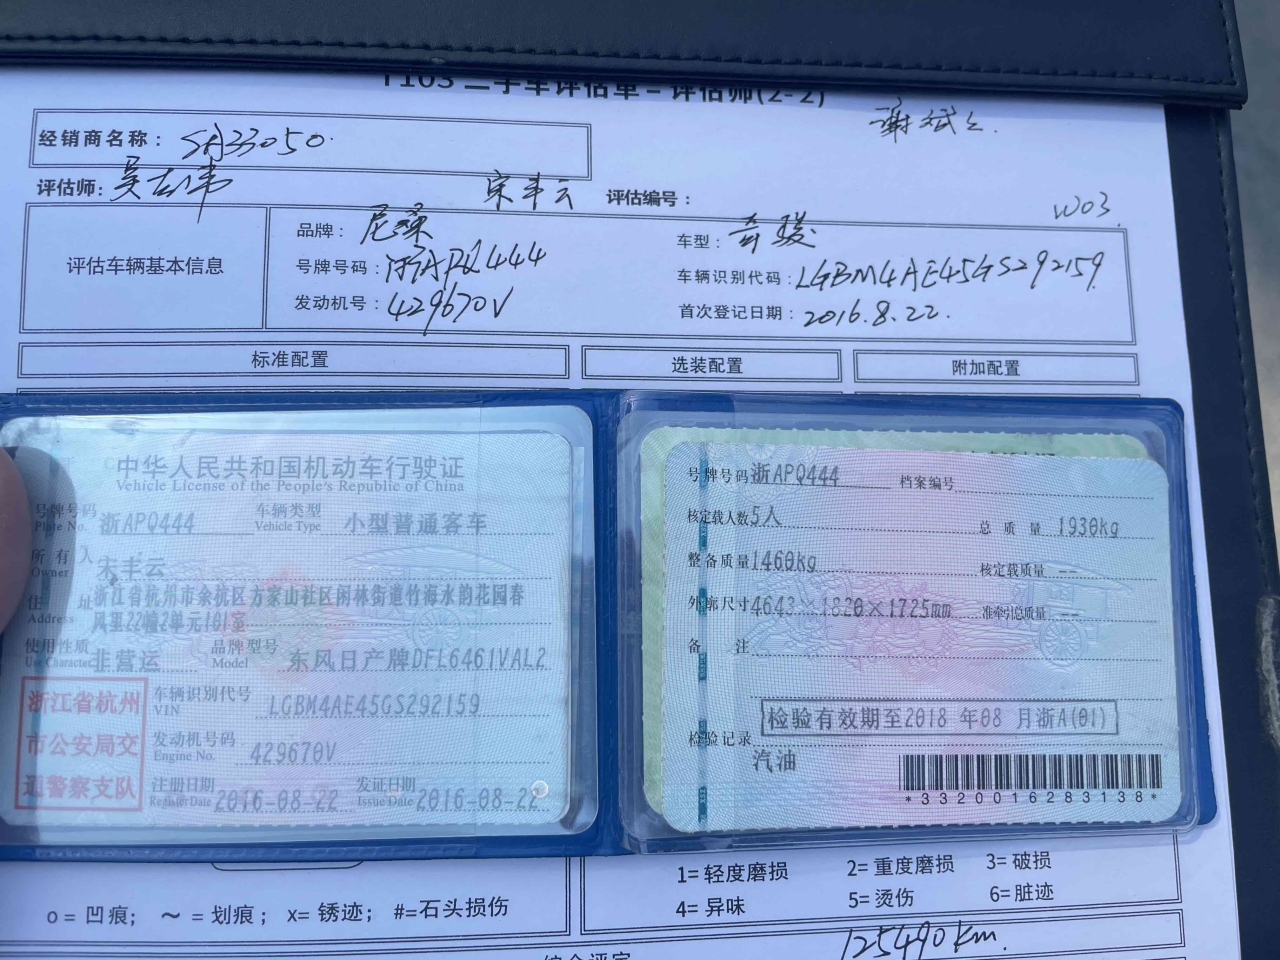 T103 二手车评估单 – 评估师(2-2)
谢斌
经销商名称： SA33050
评估师: 吴志伟 宋丰云 评估编号： W03
评估车辆基本信息
品牌： 尼桑 车型： 奇骏
号牌号码： 浙APQ444 车辆识别代码： LGBM4AE45GS292159
发动机号： 429670V 首次登记日期： 2016.8.22.
标准配置 选装配置 附加配置
中华人民共和国机动车行驶证
Vehicle License of the People's Republic of China
号牌号码 Plate No. 浙APQ444 车辆类型 Vehicle Type 小型普通客车
所有人 Owner 宋丰云
住址 Address 浙江省杭州市余杭区方家山社区闲林街道竹海水韵花园春
风里22幢2单元101室
使用性质 Use Character 非营运 品牌型号 Model 东风日产牌DFL6461VAL2
浙江省杭州市公安局交通警察支队
车辆识别代号 VIN LGBM4AE45GS292159
发动机号码 Engine No. 429670V
注册日期 Register Date 2016-08-22 发证日期 Issue Date 2016-08-22
号牌号码 浙APQ444 档案编号
核定载人数 5人 总质量 1930kg
整备质量 1460kg 核定载质量 --
外廓尺寸 4643×1820×1725mm 准牵引总质量 --
备注
检验有效期至2018 年08 月浙A(01)
检验记录
汽油
*3320016283138*
o = 凹痕； ～ = 划痕； x= 锈迹； #=石头损伤
1= 轻度磨损 2= 重度磨损 3= 破损
4= 异味 5= 烫伤 6= 脏迹
综合评定 125490km.